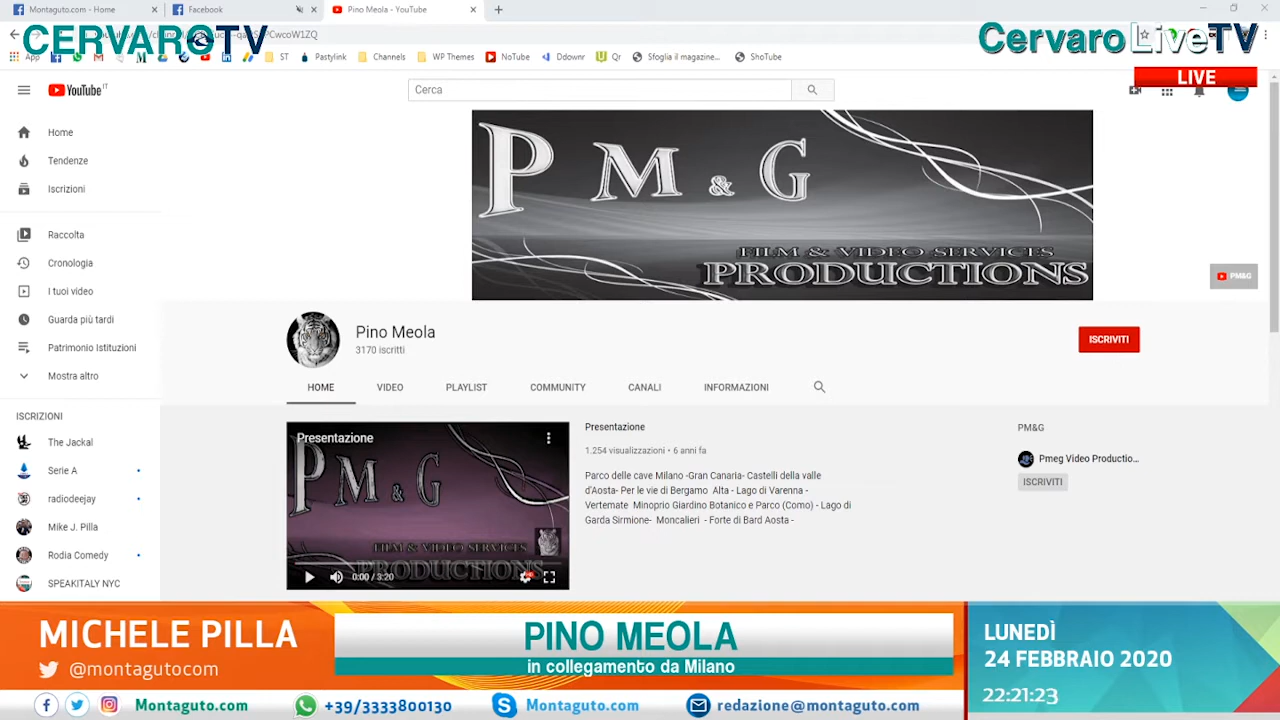 Montaguto.com - Home
Facebook
Pino Meola - YouTube
CERVARO TV
CervaroLiveTV
LIVE
App
ST
Pastylink
Channels
WP Themes
NoTube
Ddownr
Qr
Sfoglia il magazine...
ShoTube
YouTube IT
Cerca
Home
Tendenze
Iscrizioni
Raccolta
Cronologia
I tuoi video
Guarda più tardi
Patrimonio Istituzioni
Mostra altro
ISCRIZIONI
The Jackal
Serie A
radiodeejay
Mike J. Pilla
Rodia Comedy
SPEAKITALY NYC
PM & G
FILM & VIDEO SERVICES
PRODUCTIONS
PM&G
Pino Meola
3170 iscritti
ISCRIVITI
HOME
VIDEO
PLAYLIST
COMMUNITY
CANALI
INFORMAZIONI
Presentazione
PM & G
FILM & VIDEO SERVICES
PRODUCTIONS
0:00 / 3:20
Presentazione
1.254 visualizzazioni • 6 anni fa
Parco delle cave Milano -Gran Canaria- Castelli della valle
d'Aosta- Per le vie di Bergamo Alta - Lago di Varenna -
Vertemate Minoprio Giardino Botanico e Parco (Como) - Lago di
Garda Sirmione- Moncalieri - Forte di Bard Aosta -
PM&G
Pmeg Video Productio...
ISCRIVITI
MICHELE PILLA
@montagutocom
PINO MEOLA
in collegamento da Milano
LUNEDÌ
24 FEBBRAIO 2020
22:21:23
Montaguto.com
+39/3333800130
Montaguto.com
redazione@montaguto.com